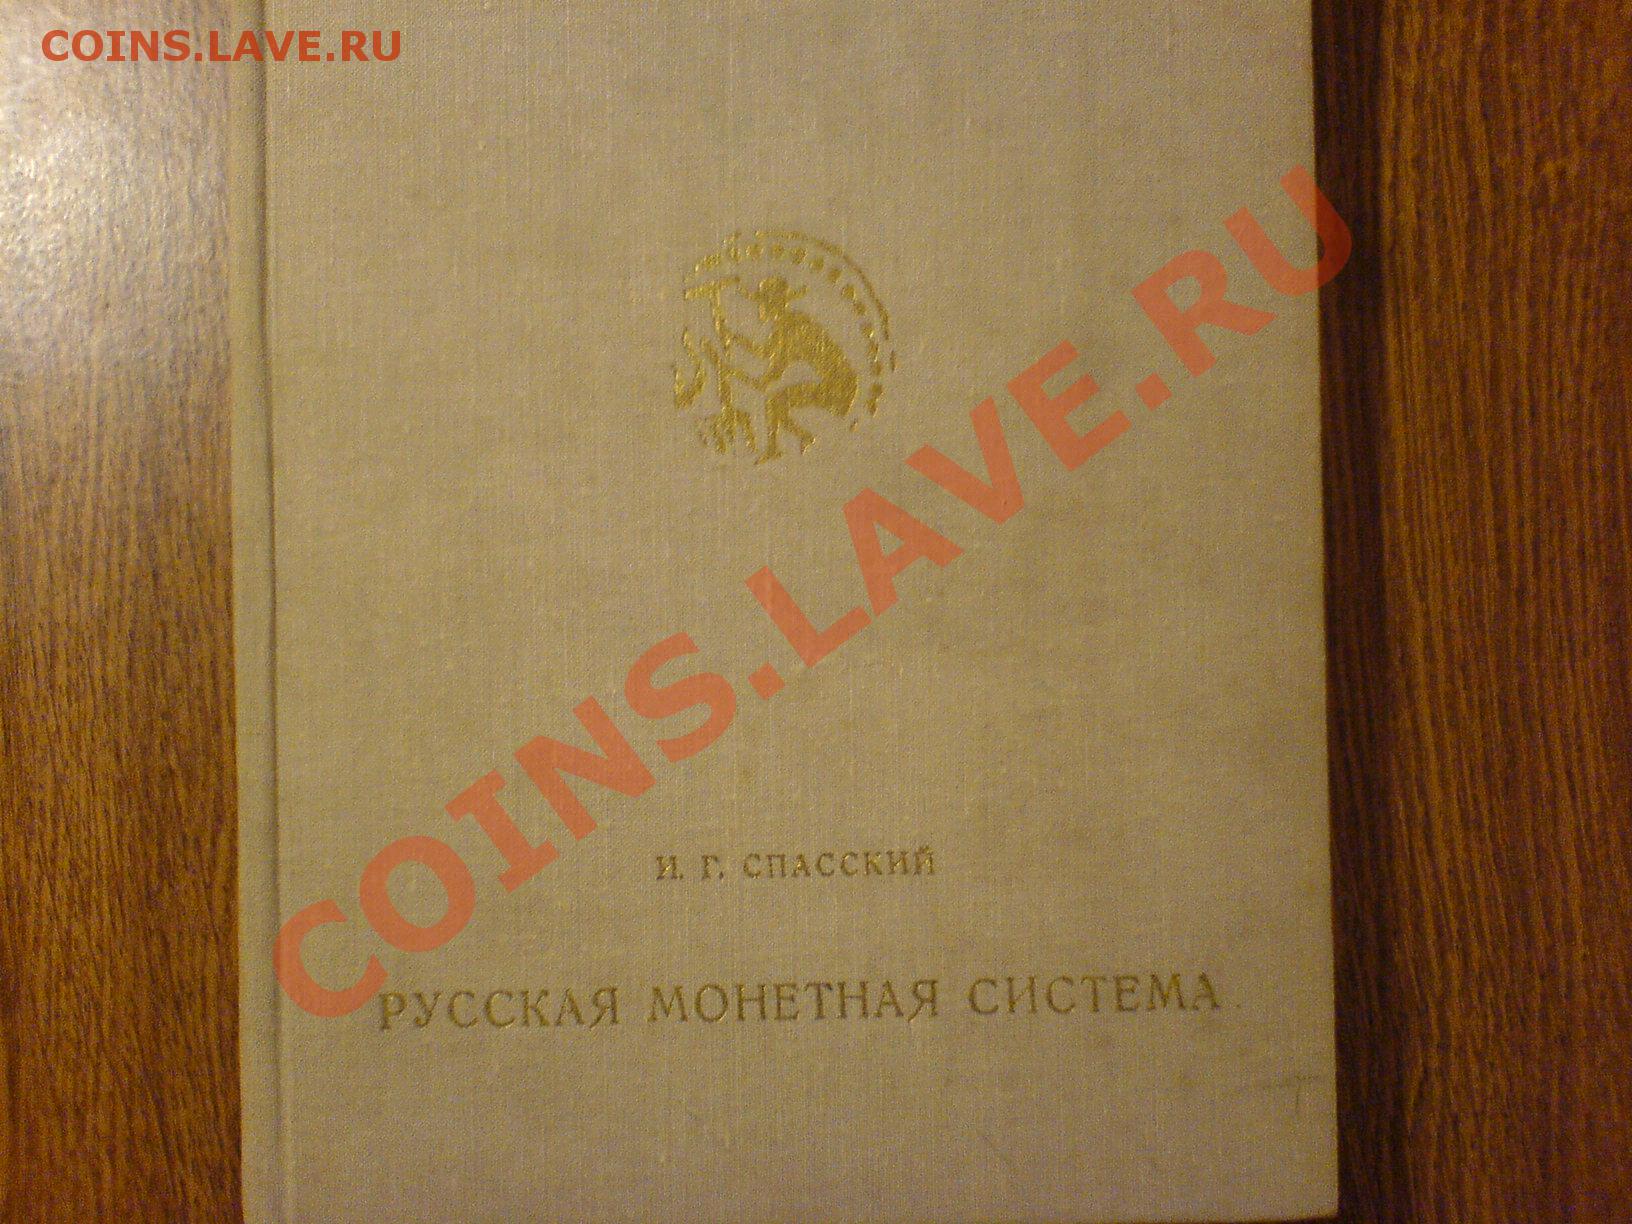 COINS.LAVE.RU
COINS.LAVE.RU
И. Г. СПАССКИЙ
РУССКАЯ МОНЕТНАЯ СИСТЕМА